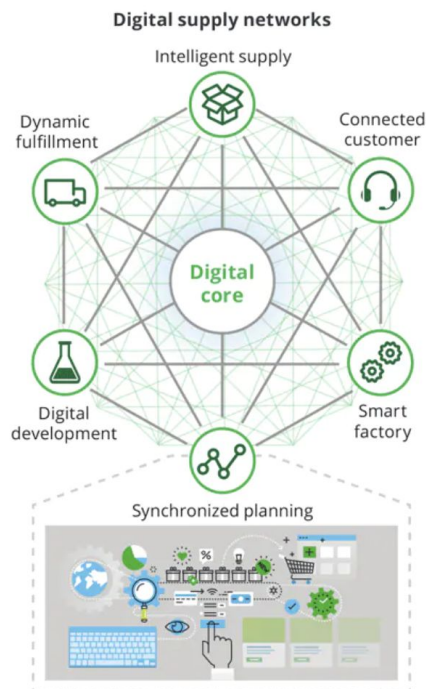 Digital supply networks
Intelligent supply
Dynamic
fulfillment
Connected
customer
Digital
core
Digital
development
Smart
factory
Synchronized planning
%